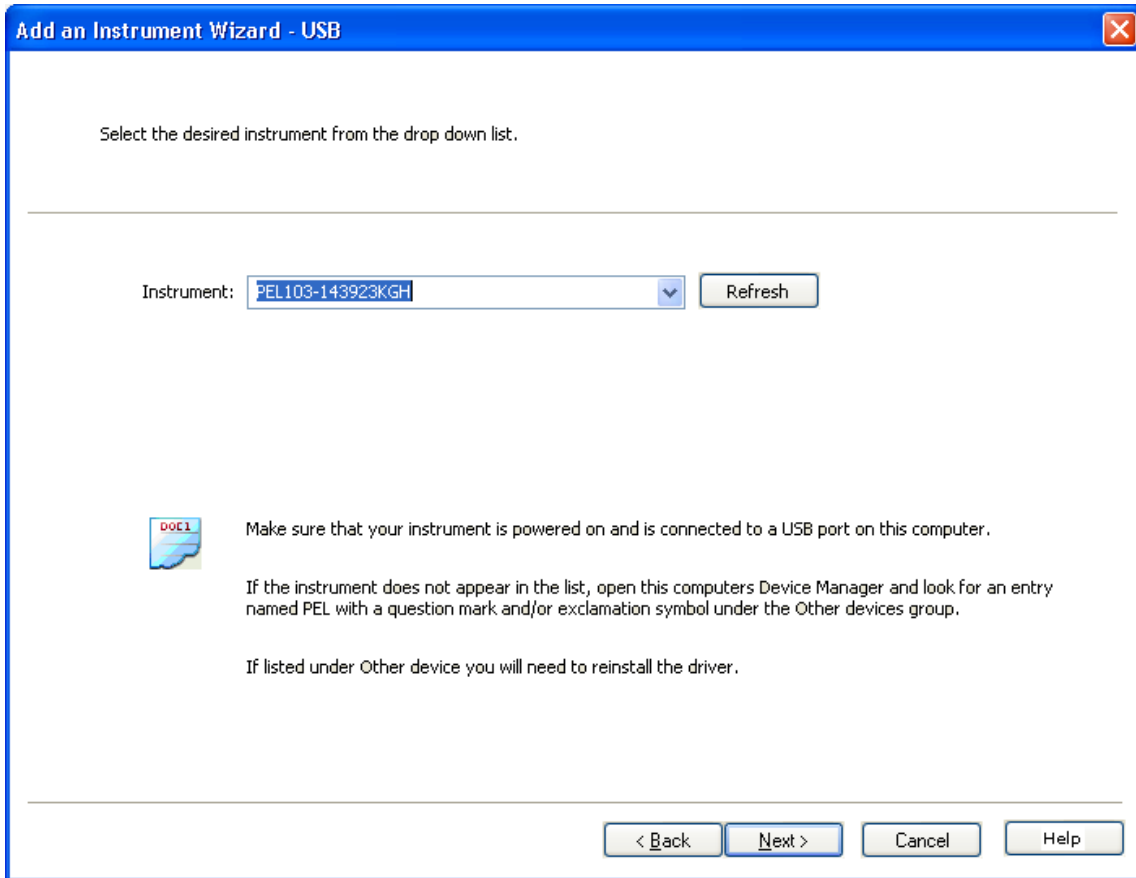 Add an Instrument Wizard - USB
Select the desired instrument from the drop down list.
Instrument: PEL103-143923KGH Refresh
DOC1
Make sure that your instrument is powered on and is connected to a USB port on this computer.
If the instrument does not appear in the list, open this computers Device Manager and look for an entry
named PEL with a question mark and/or exclamation symbol under the Other devices group.
If listed under Other device you will need to reinstall the driver.
< Back Next > Cancel Help